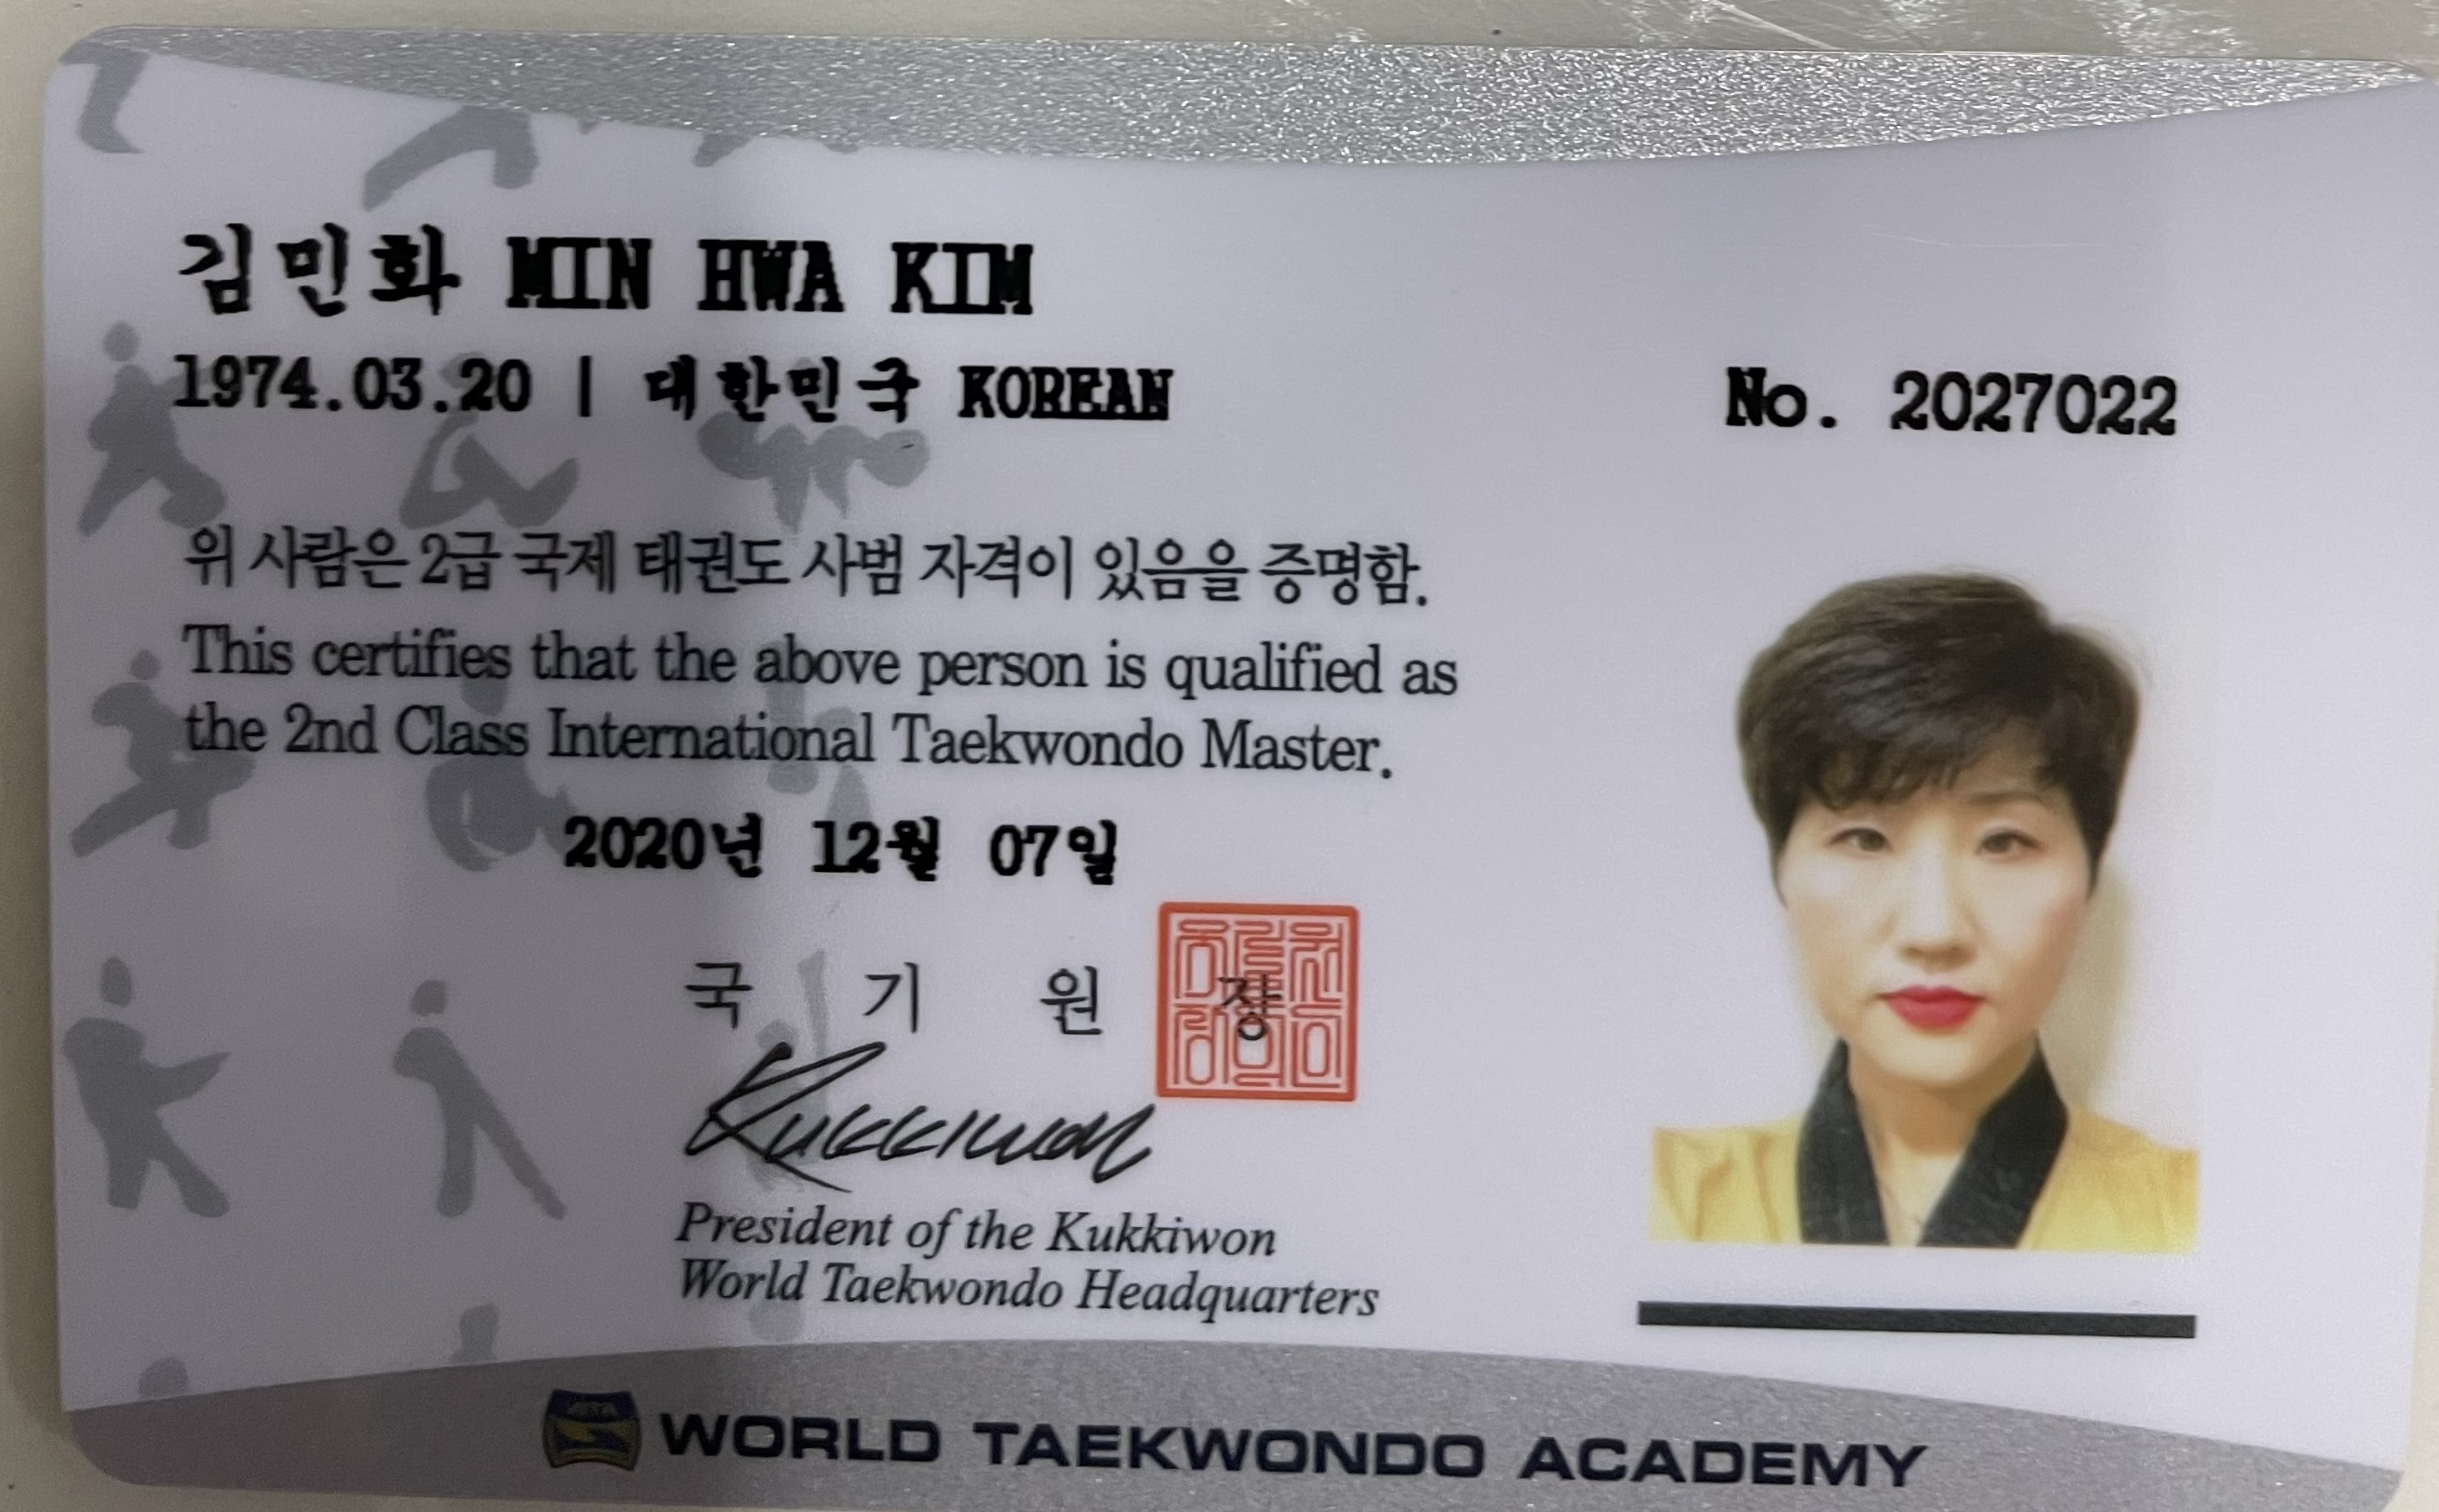 김민화 MIN HWA KIM
1974.03.20 | 대한민국 KOREAN
No. 2027022
위 사람은 2급 국제 태권도 사범 자격이 있음을 증명함.
This certifies that the above person is qualified as
the 2nd Class International Taekwondo Master.
2020년 12월 07일
국 기 원 장
Kukkiwon
President of the Kukkiwon
World Taekwondo Headquarters
WORLD TAEKWONDO ACADEMY